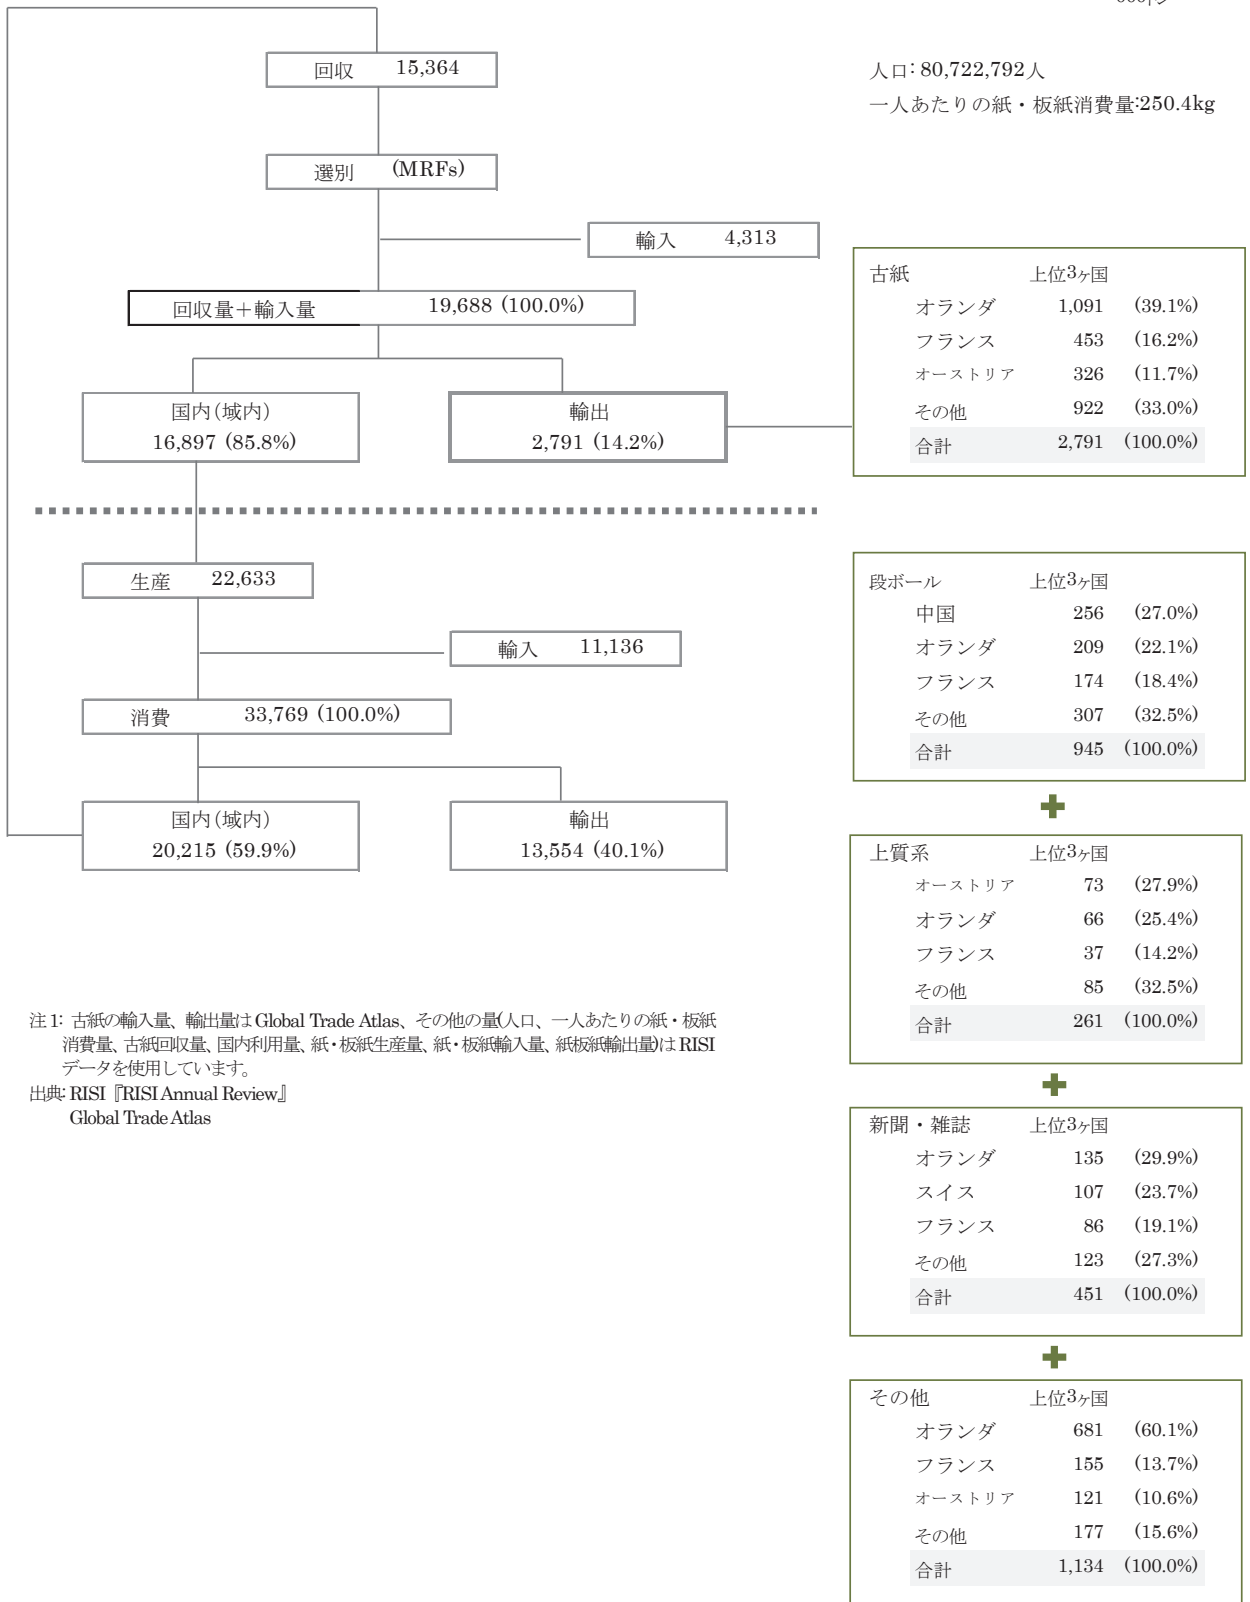 人口:80,722,792人
一人あたりの紙・板紙消費量:250.4kg
回収 15,364
選別 (MRFs)
輸入 4,313
回収量＋輸入量 19,688 (100.0%)
国内(域内)
16,897 (85.8%)
輸出
2,791 (14.2%)
古紙 上位3ヶ国
オランダ 1,091 (39.1%)
フランス 453 (16.2%)
オーストリア 326 (11.7%)
その他 922 (33.0%)
合計 2,791 (100.0%)
生産 22,633
輸入 11,136
消費 33,769 (100.0%)
国内(域内)
20,215 (59.9%)
輸出
13,554 (40.1%)
段ボール 上位3ヶ国
中国 256 (27.0%)
オランダ 209 (22.1%)
フランス 174 (18.4%)
その他 307 (32.5%)
合計 945 (100.0%)
上質系 上位3ヶ国
オーストリア 73 (27.9%)
オランダ 66 (25.4%)
フランス 37 (14.2%)
その他 85 (32.5%)
合計 261 (100.0%)
新聞・雑誌 上位3ヶ国
オランダ 135 (29.9%)
スイス 107 (23.7%)
フランス 86 (19.1%)
その他 123 (27.3%)
合計 451 (100.0%)
その他 上位3ヶ国
オランダ 681 (60.1%)
フランス 155 (13.7%)
オーストリア 121 (10.6%)
その他 177 (15.6%)
合計 1,134 (100.0%)
注1: 古紙の輸入量、輸出量はGlobal Trade Atlas、その他の量(人口、一人あたりの紙・板紙
消費量、古紙回収量、国内利用量、紙・板紙生産量、紙・板紙輸入量、紙板紙輸出量)はRISI
データを使用しています。
出典: RISI『RISI Annual Review』
Global Trade Atlas